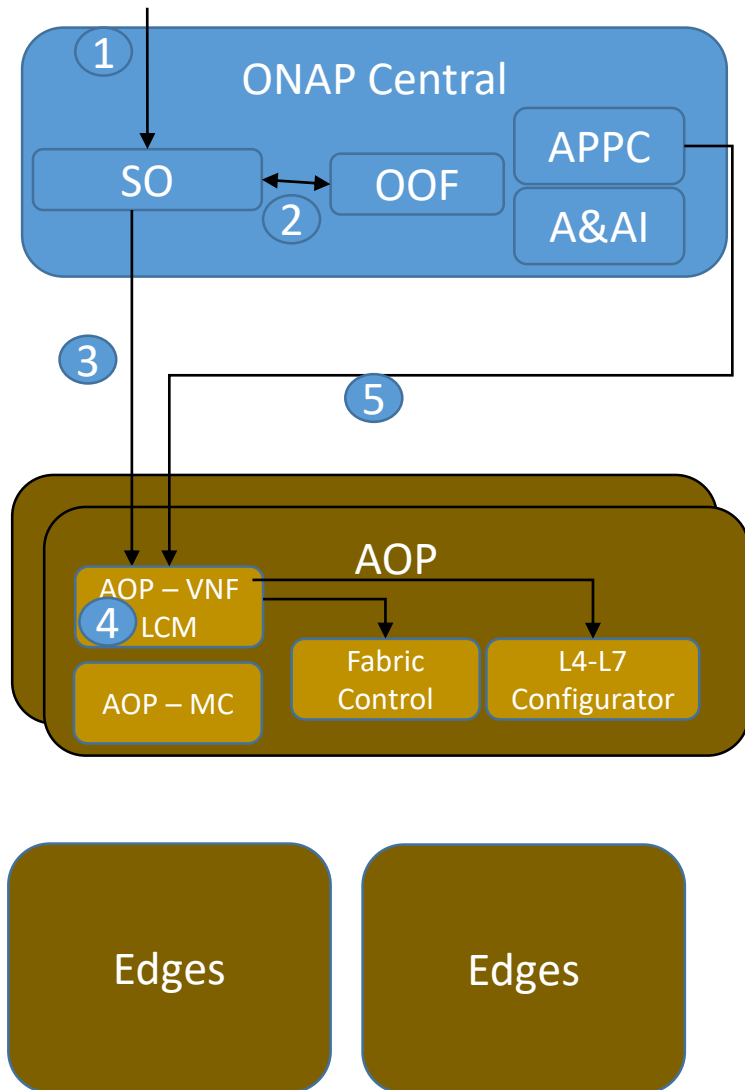 1
ONAP Central
APPC
SO
OOF
2
A&AI
3
5
AOP
AOP – VNF
4
LCM
Fabric
Control
L4-L7
Configurator
AOP – MC
Edges
Edges